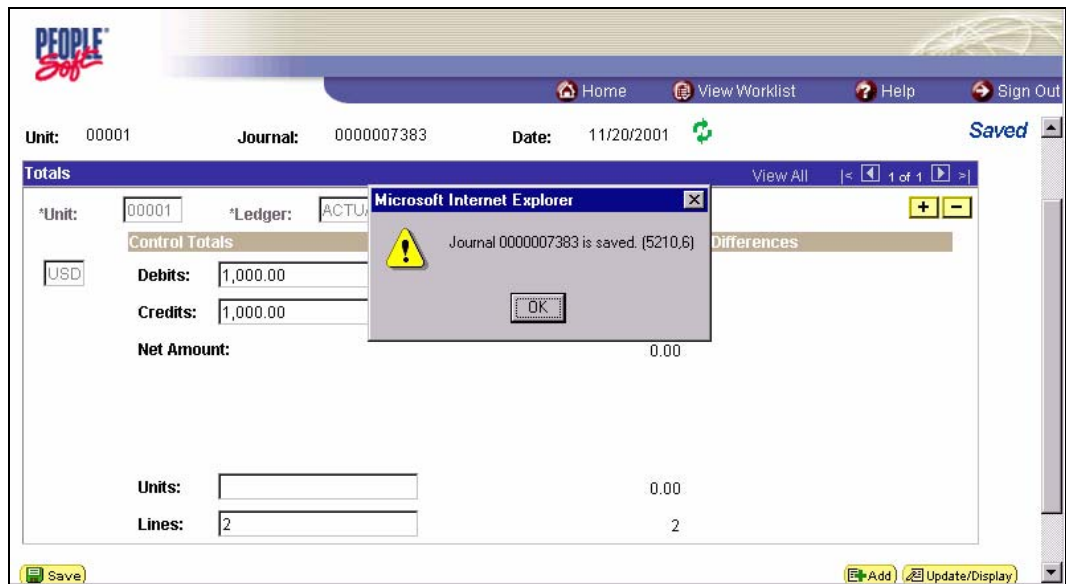 PEOPLE
Soft
Home View Worklist Help Sign Out
Unit: 00001 Journal: 0000007383 Date: 11/20/2001 Saved
Totals View All |< 1 of 1 >|
*Unit: 00001 *Ledger: ACTU + -
Microsoft Internet Explorer
Journal 0000007383 is saved. (5210,6)
OK
Control Totals Differences
USD Debits: 1,000.00
Credits: 1,000.00
Net Amount: 0.00
Units: 0.00
Lines: 2 2
Save Add Update/Display